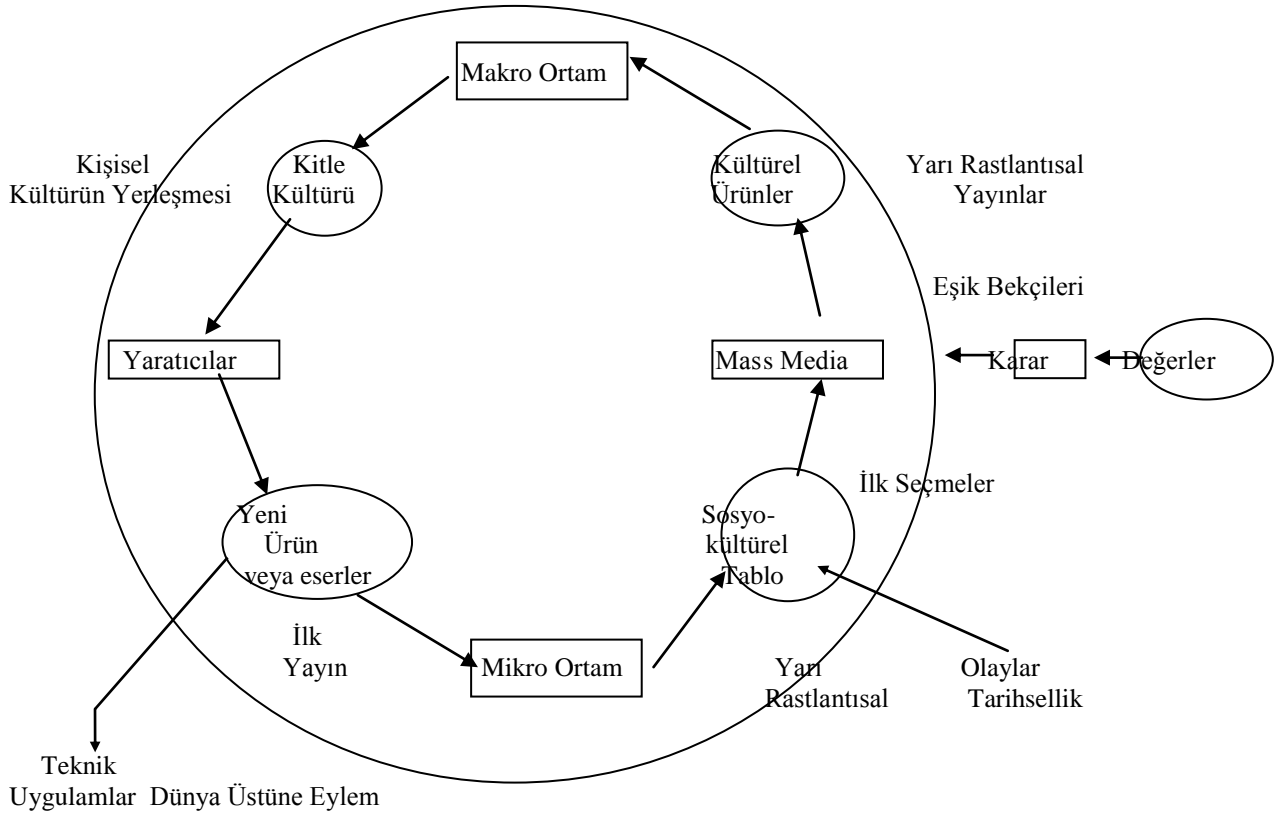 Makro Ortam
Kişisel
Kültürün Yerleşmesi
Kitle
Kültürü
Kültürel
Ürünler
Yarı Rastlantısal
Yayınlar
Eşik Bekçileri
Yaratıcılar
Mass Media
Karar
Değerler
İlk Seçmeler
Yeni
Ürün
veya eserler
Sosyo-
kültürel
Tablo
İlk
Yayın
Mikro Ortam
Yarı
Rastlantısal
Olaylar
Tarihsellik
Teknik
Uygulamlar Dünya Üstüne Eylem